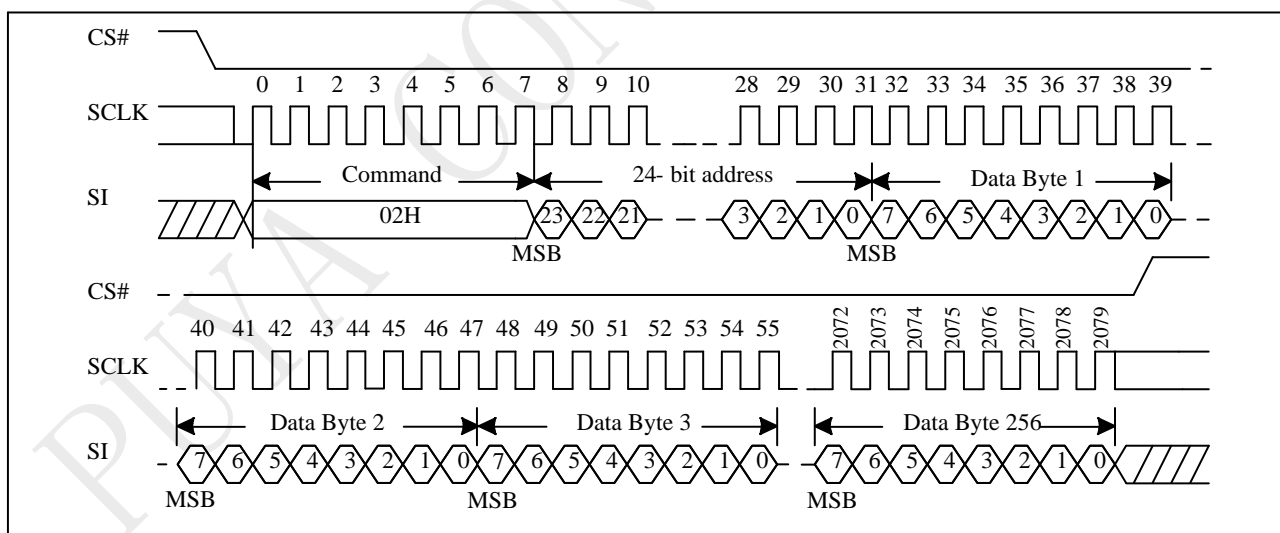 CS#
0 1 2 3 4 5 6 7 8 9 10 28 29 30 31 32 33 34 35 36 37 38 39
SCLK
Command 24- bit address Data Byte 1
SI
02H 23 22 21 3 2 1 0 7 6 5 4 3 2 1 0
MSB MSB
CS#
40 41 42 43 44 45 46 47 48 49 50 51 52 53 54 55 2072 2073 2074 2075 2076 2077 2078 2079
SCLK
Data Byte 2 Data Byte 3 Data Byte 256
SI
7 6 5 4 3 2 1 0 7 6 5 4 3 2 1 0 7 6 5 4 3 2 1 0
MSB MSB MSB
PUYA CON